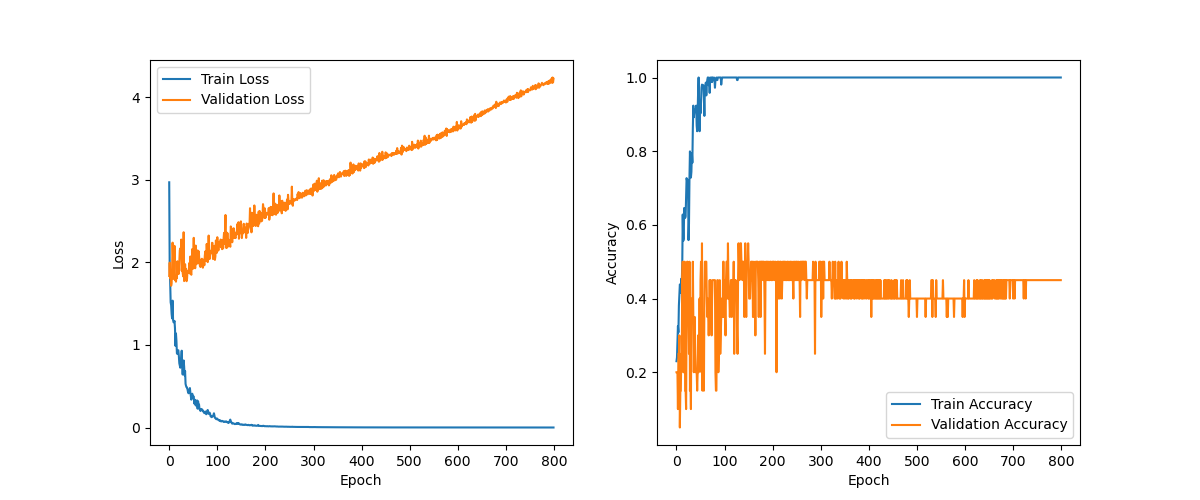 Train Loss
Validation Loss
4
3
2
1
0
Loss
0 100 200 300 400 500 600 700 800
Epoch
1.0
0.8
0.6
0.4
0.2
Accuracy
Train Accuracy
Validation Accuracy
0 100 200 300 400 500 600 700 800
Epoch